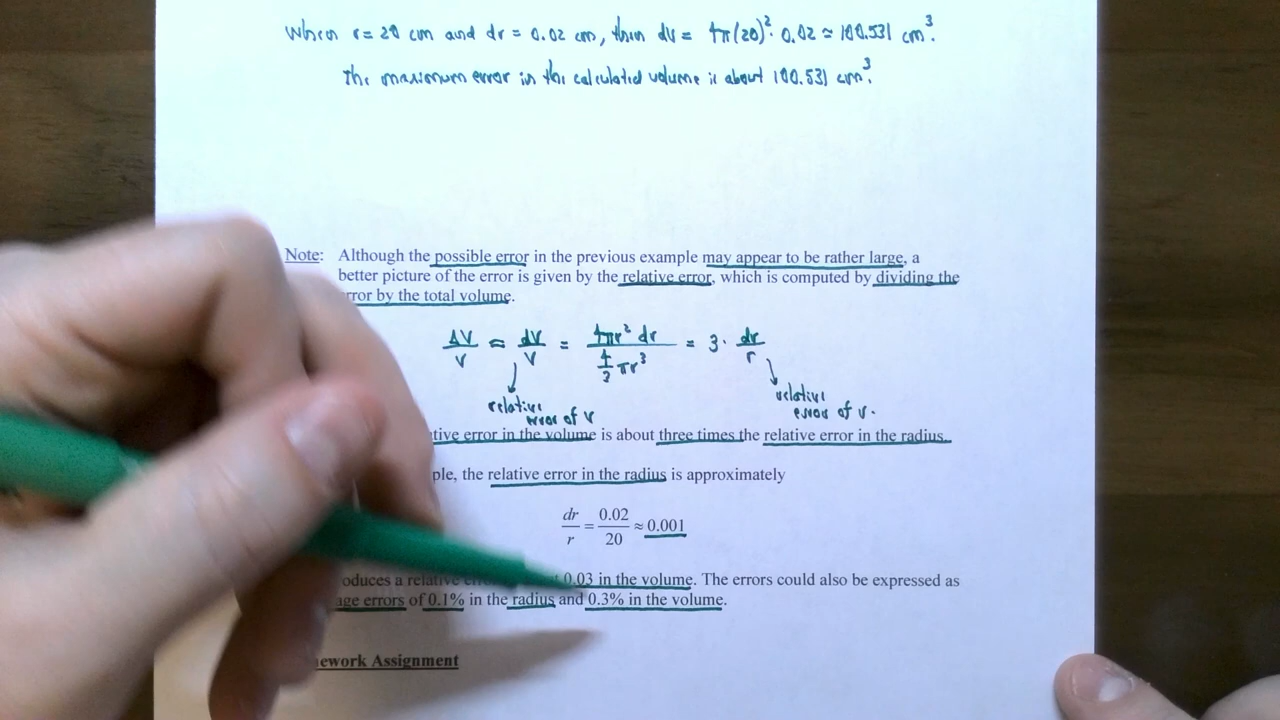 When r = 20 cm and dr = 0.02 cm, then dV = 4π(20)²· 0.02 ≈ 100.531 cm³.
The maximum error in the calculated volume is about 100.531 cm³.
Note: Although the possible error in the previous example may appear to be rather large, a
better picture of the error is given by the relative error, which is computed by dividing the
error by the total volume.
ΔV/V ≈ dV/V = 4πr² dr / (4/3 πr³) = 3 · dr/r
relative error of V
relative error of r.
error in the volume is about three times the relative error in the radius.
the relative error in the radius is approximately
dr/r = 0.02/20 ≈ 0.001
a relative 0.03 in the volume. The errors could also be expressed as
errors of 0.1% in the radius and 0.3% in the volume.
Assignment